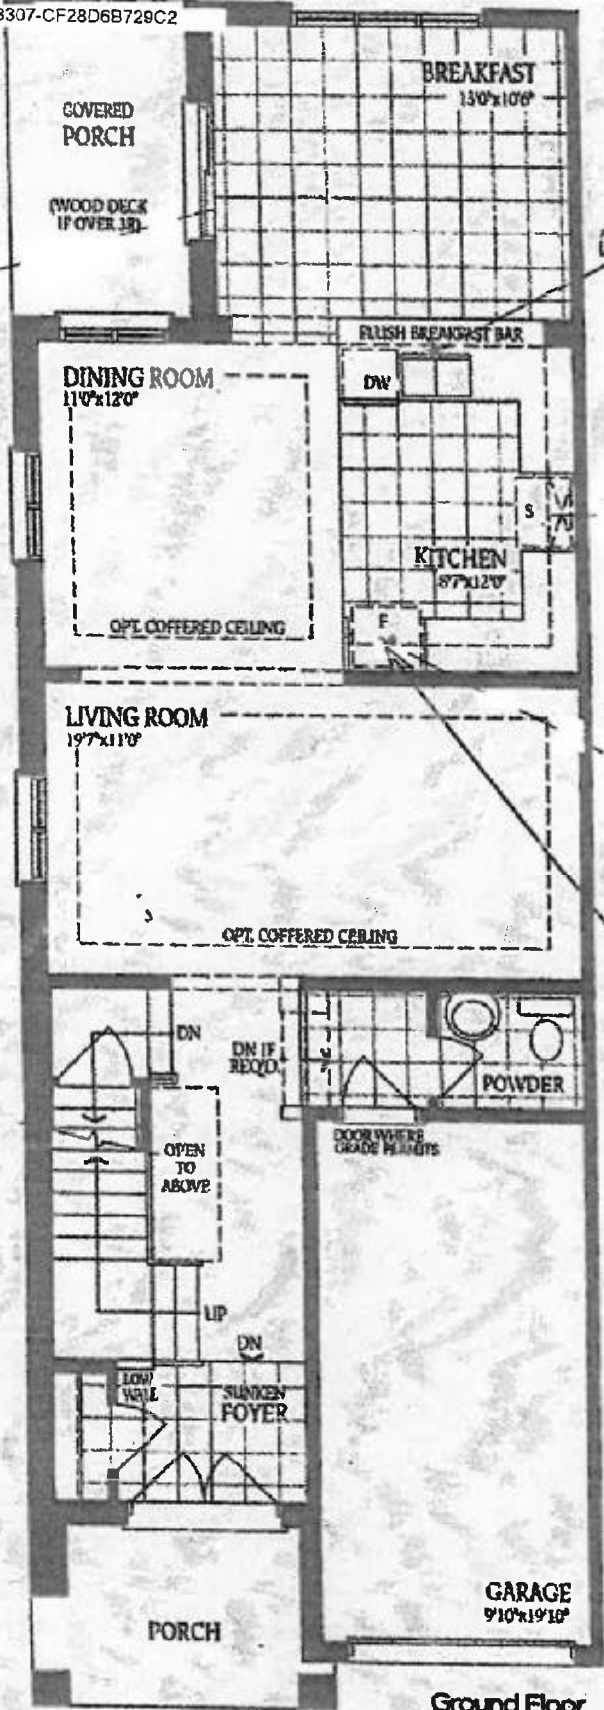 3307-CF28D6B729C2
BREAKFAST
13'0"x10'6"
COVERED
PORCH
(WOOD DECK
IF OVER 3R)
FLUSH BREAKFAST BAR
DW
DINING ROOM
11'0"x12'0"
S
KITCHEN
8'7"x12'0"
F
OPT. COFFERED CEILING
LIVING ROOM
19'7"x11'0"
OPT. COFFERED CEILING
DN
DN IF
REQ'D.
POWDER
DOOR WHERE
GRADE PERMITS
OPEN
TO
ABOVE
UP
DN
LOW
WALL
SUNKEN
FOYER
GARAGE
9'10"x19'10"
PORCH
Ground Floor